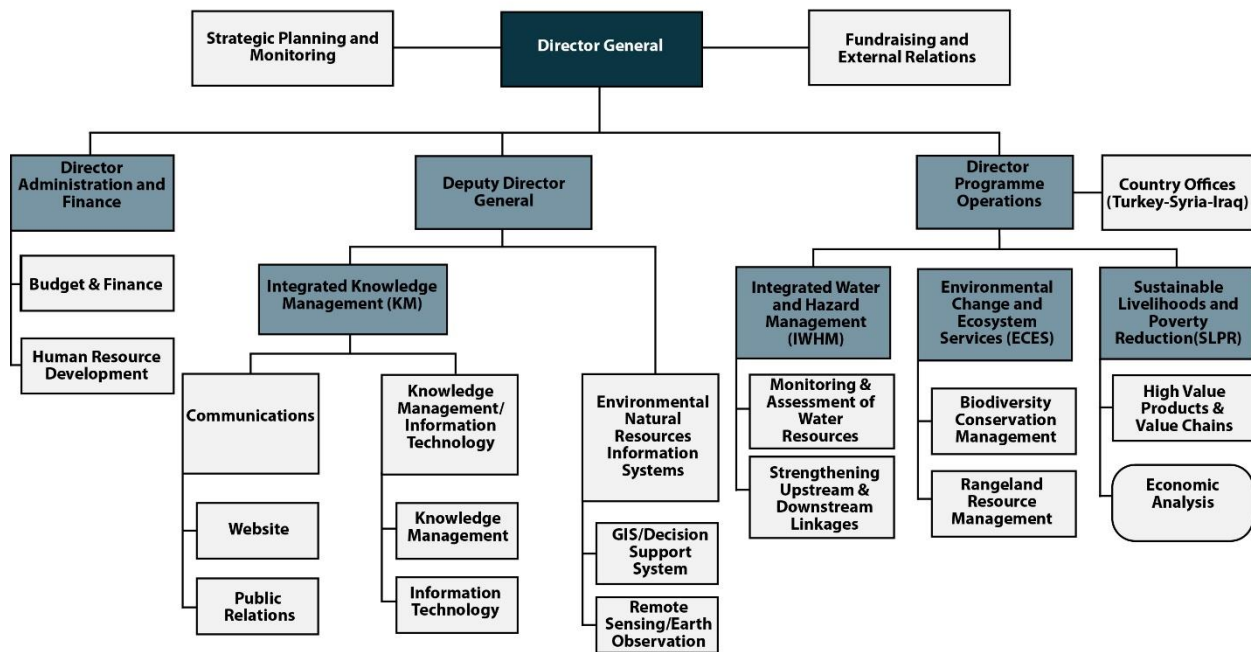 Strategic Planning and
Monitoring
Director General
Fundraising and
External Relations
Director
Administration and
Finance
Deputy Director
General
Director
Programme
Operations
Country Offices
(Turkey-Syria-Iraq)
Budget & Finance
Human Resource
Development
Integrated Knowledge
Management (KM)
Communications
Website
Public
Relations
Knowledge
Management/
Information
Technology
Knowledge
Management
Information
Technology
Environmental
Natural
Resources
Information
Systems
GIS/Decision
Support
System
Remote
Sensing/Earth
Observation
Integrated Water
and Hazard
Management
(IWHM)
Monitoring &
Assessment of
Water
Resources
Strengthening
Upstream &
Downstream
Linkages
Environmental
Change and
Ecosystem
Services (ECES)
Biodiversity
Conservation
Management
Rangeland
Resource
Management
Sustainable
Livelihoods and
Poverty
Reduction(SLPR)
High Value
Products &
Value Chains
Economic
Analysis